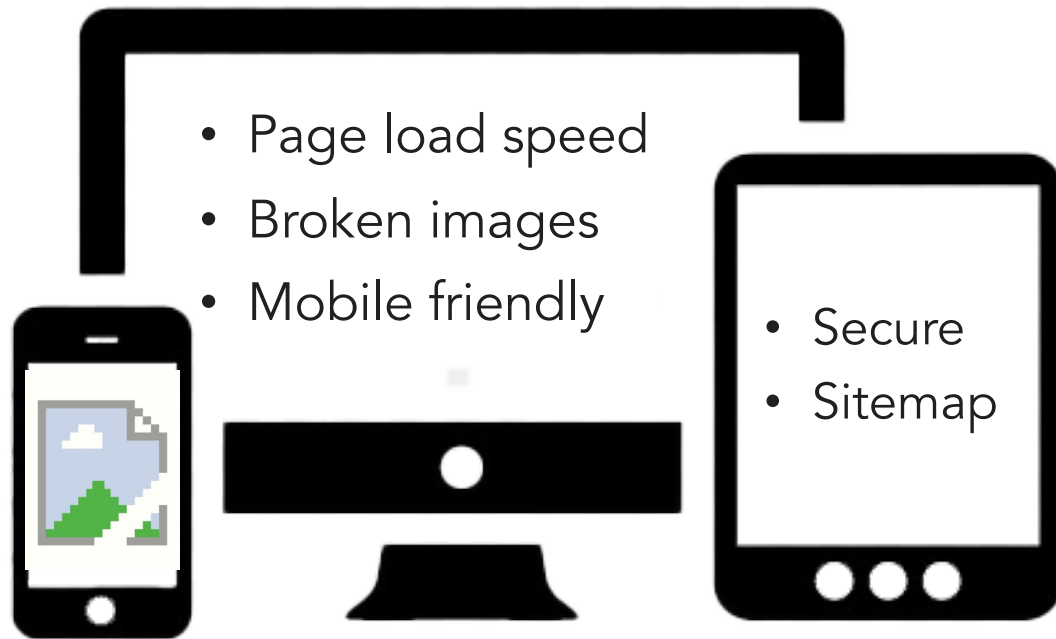 • Page load speed
• Broken images
• Mobile friendly
• Secure
• Sitemap